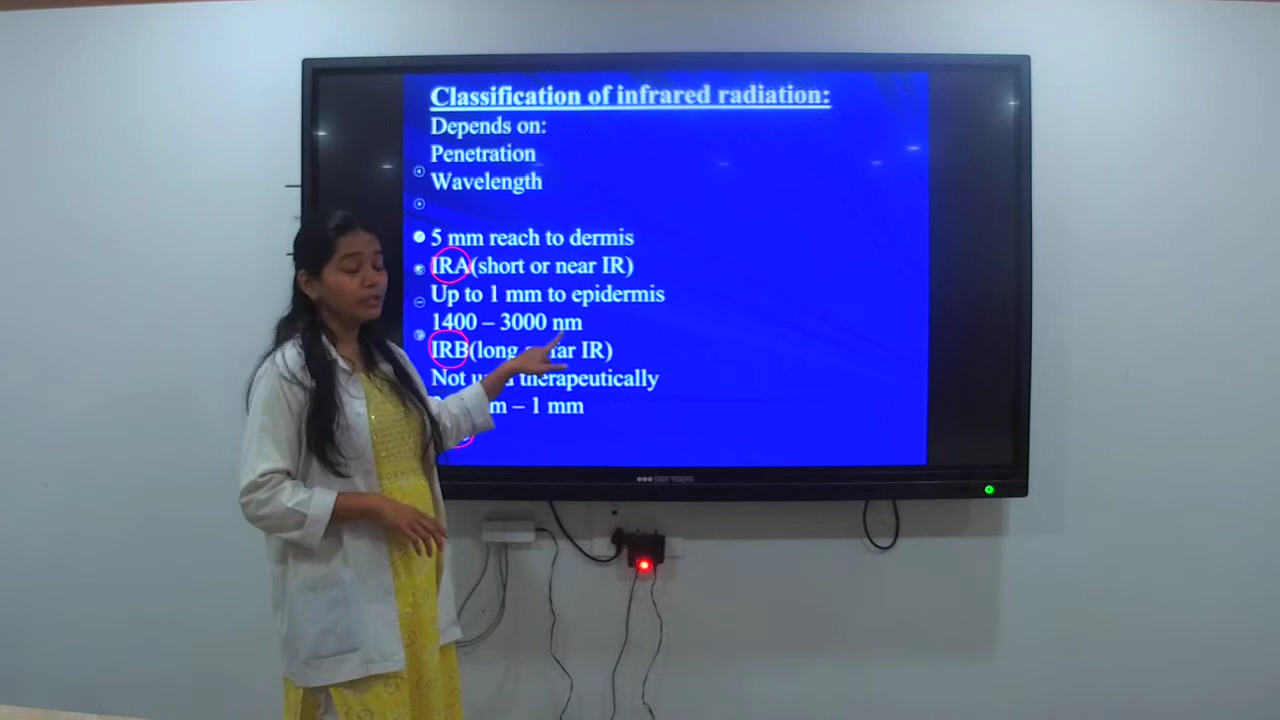 Classification of infrared radiation:
Depends on:
Penetration
Wavelength
5 mm reach to dermis
IRA(short or near IR)
Up to 1 mm to epidermis
1400 – 3000 nm
IRB(long far IR)
Not therapeutically
– 1 mm